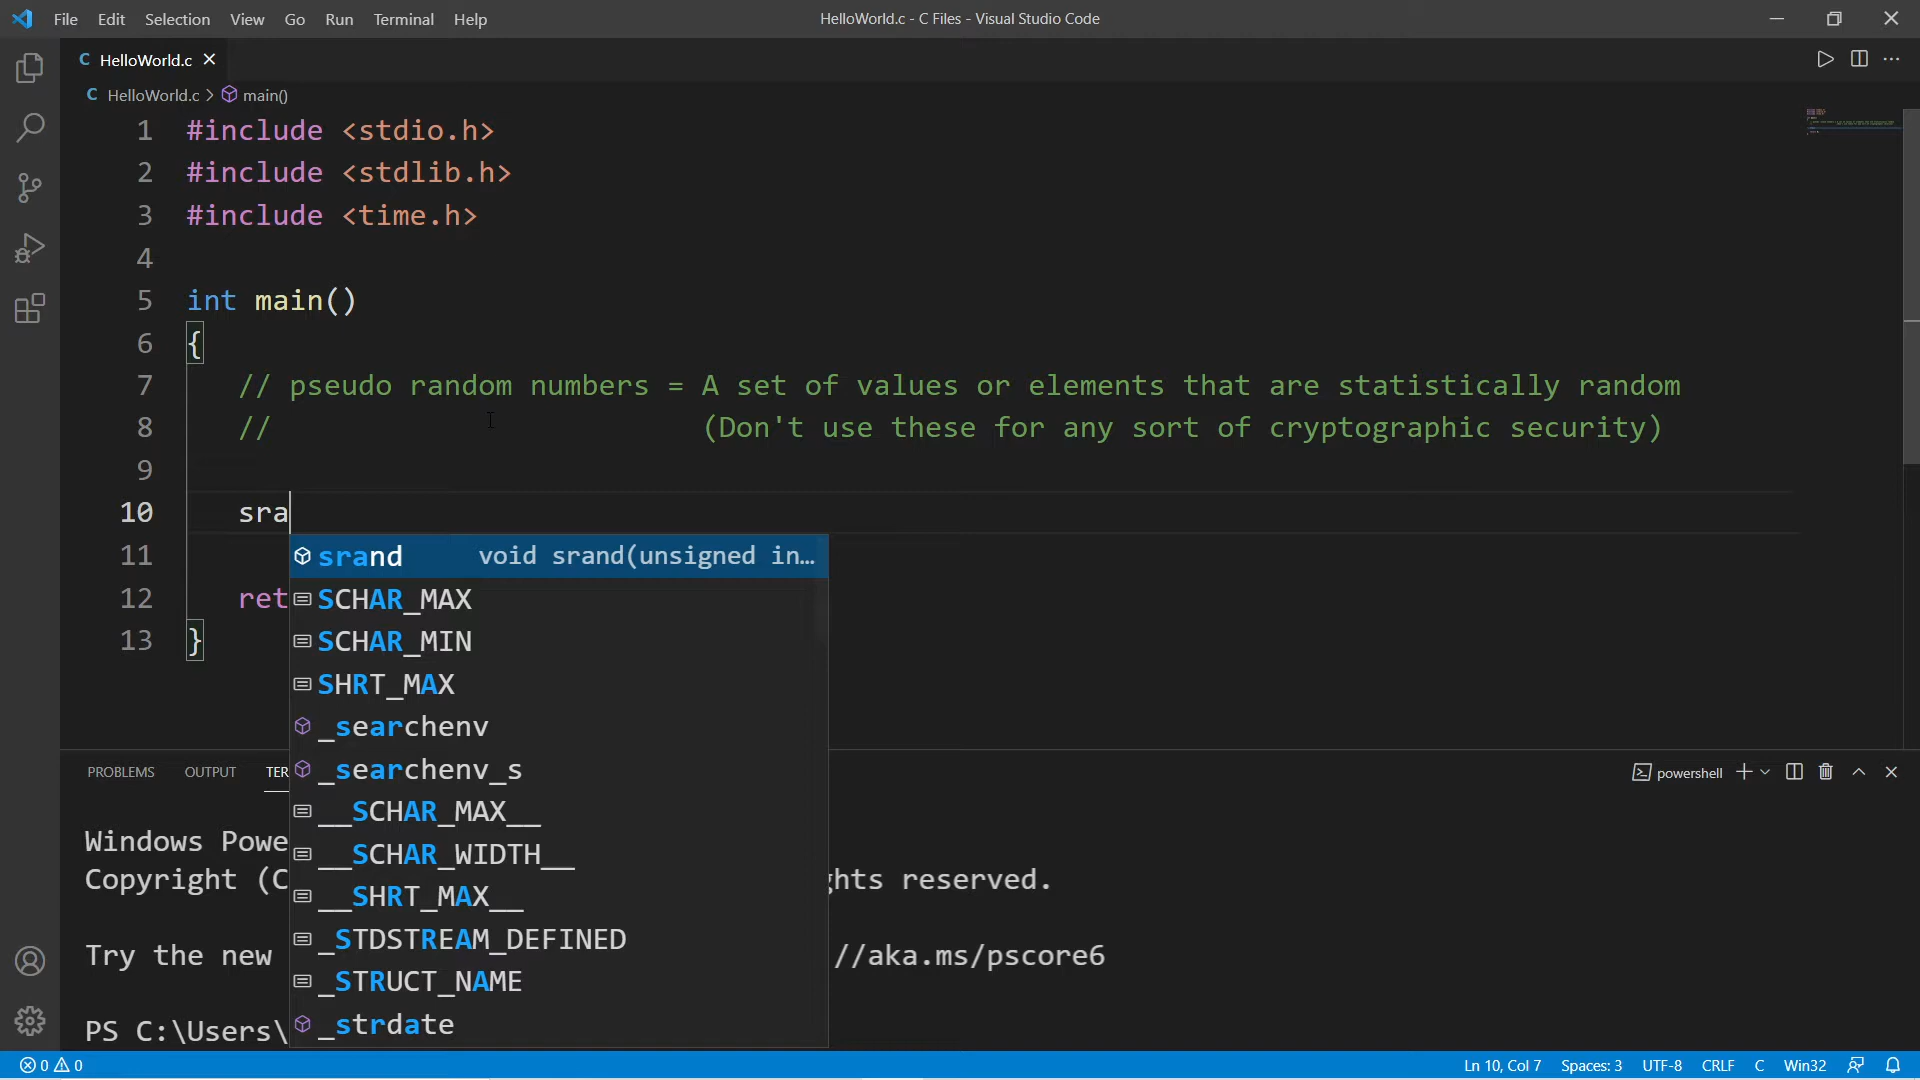 File Edit Selection View Go Run Terminal Help HelloWorld.c - C Files - Visual Studio Code
C HelloWorld.c
C HelloWorld.c > main()
1 #include <stdio.h>
2 #include <stdlib.h>
3 #include <time.h>
4
5 int main()
6 {
7 // pseudo random numbers = A set of values or elements that are statistically random
8 // (Don't use these for any sort of cryptographic security)
9
10 sra
11 srand void srand(unsigned in...
SCHAR_MAX
12 ret
13 } SCHAR_MIN
SHRT_MAX
_searchenv
_searchenv_s
__SCHAR_MAX__
__SCHAR_WIDTH__
__SHRT_MAX__
_STDSTREAM_DEFINED
_STRUCT_NAME
_strdate
PROBLEMS OUTPUT TER powershell
Windows Powe
Copyright (C ghts reserved.
Try the new //aka.ms/pscore6
PS C:\Users\
0 0 Ln 10, Col 7 Spaces: 3 UTF-8 CRLF C Win32